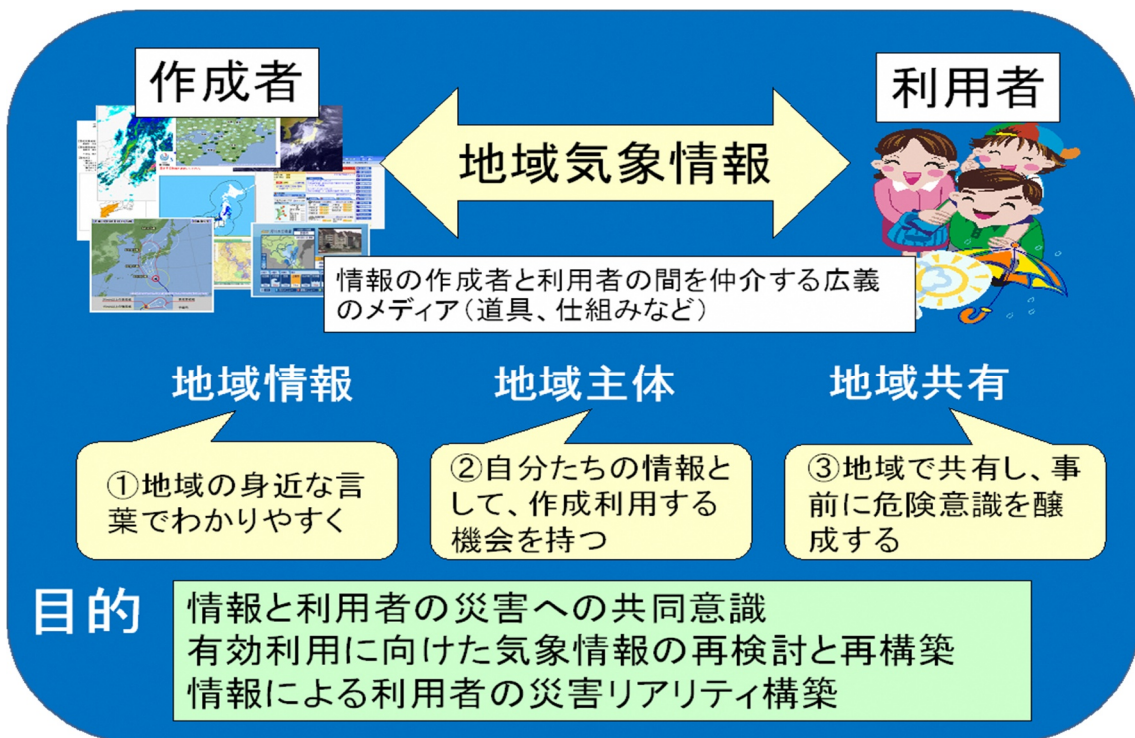 作成者
利用者
地域気象情報
情報の作成者と利用者の間を仲介する広義
のメディア(道具、仕組みなど)
地域情報
地域主体
地域共有
①地域の身近な言
葉でわかりやすく
②自分たちの情報と
して、作成利用する
機会を持つ
③地域で共有し、事
前に危険意識を醸
成する
目的
情報と利用者の災害への共同意識
有効利用に向けた気象情報の再検討と再構築
情報による利用者の災害リアリティ構築